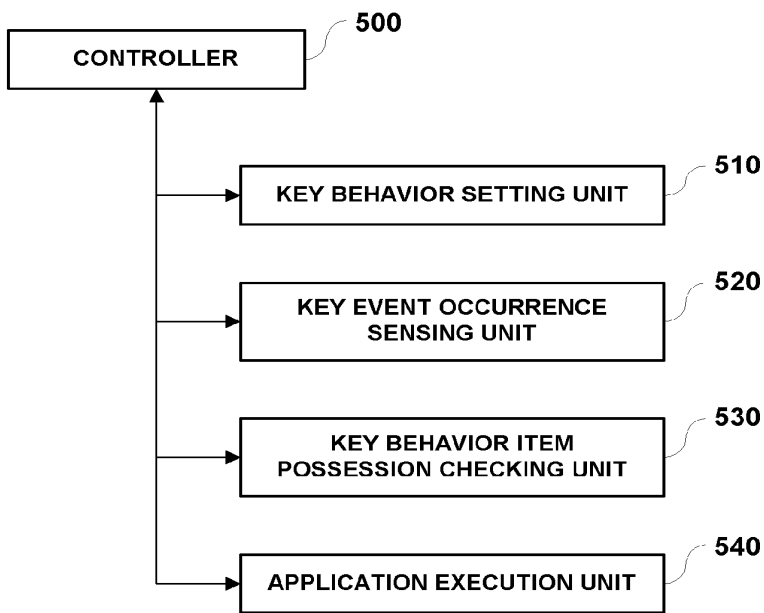 500
CONTROLLER
510
KEY BEHAVIOR SETTING UNIT
520
KEY EVENT OCCURRENCE
SENSING UNIT
530
KEY BEHAVIOR ITEM
POSSESSION CHECKING UNIT
540
APPLICATION EXECUTION UNIT